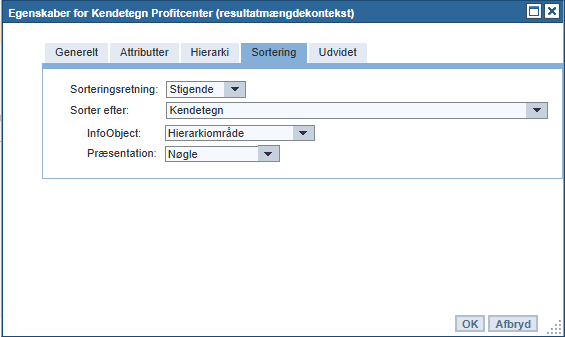 Egenskaber for Kendetegn Profitcenter (resultatmængdekontekst)
Generelt Attributter Hierarki Sortering Udvidet
Sorteringsretning: Stigende
Sorter efter: Kendetegn
InfoObject: Hierarkiområde
Præsentation: Nøgle
OK Afbryd